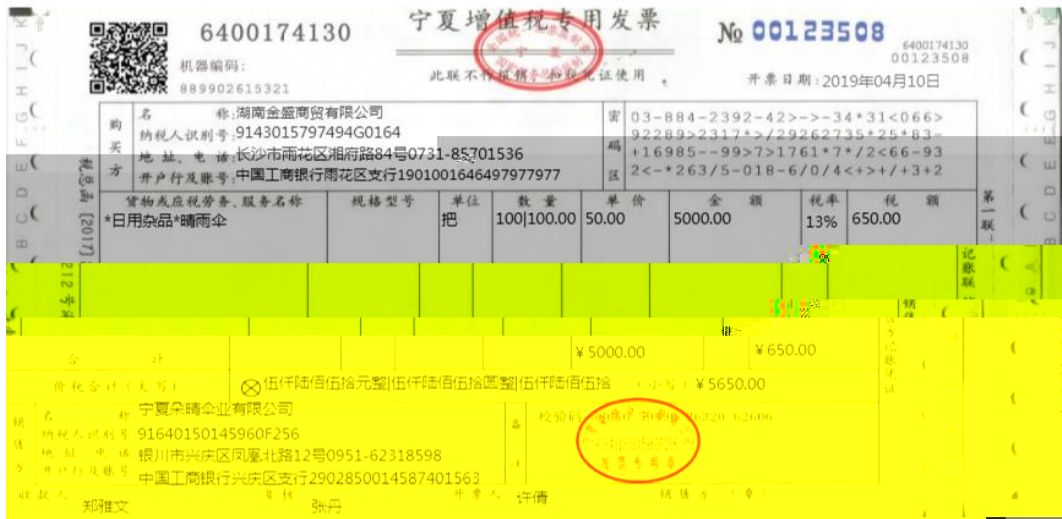 宁夏增值税专用发票
6400174130
№ 00123508
6400174130
00123508
机器编码:
889902615321
此联不作报销、扣税凭证使用
开票日期:2019年04月10日
购买方
名 称:湖南金盛商贸有限公司
纳税人识别号:9143015797494G0164
地 址、电 话:长沙市雨花区湘府路84号0731-85701536
开户行及账号:中国工商银行雨花区支行1901001646497977977
密码区
03-884-2392-42>->-34*31<066>
92289>2317*>/29262735*25*83-
+16985--99>7>1761*7*/2<66-93
2<-*263/5-018-6/0/4<+>+/+3+2
货物或应税劳务、服务名称 规格型号 单位 数 量 单 价 金 额 税率 税 额
*日用杂品*晴雨伞 把 100|100.00 50.00 5000.00 13% 650.00
合 计 ￥5000.00 ￥650.00
价税合计(大写) 伍仟陆佰伍拾元整|伍仟陆佰伍拾圆整|伍仟陆佰伍拾 (小写)￥5650.00
销售方
名 称 宁夏朵晴伞业有限公司
纳税人识别号 91640150145960F256
地 址 电 话 银川市兴庆区凤凰北路12号0951-62318598
开户行及账号 中国工商银行兴庆区支行2902850014587401563
校验码
26320 62606
发票专用章
收款人 郑雅文 复核 张丹 开票人 许倩 销售方 (章)
第一联:
记账联